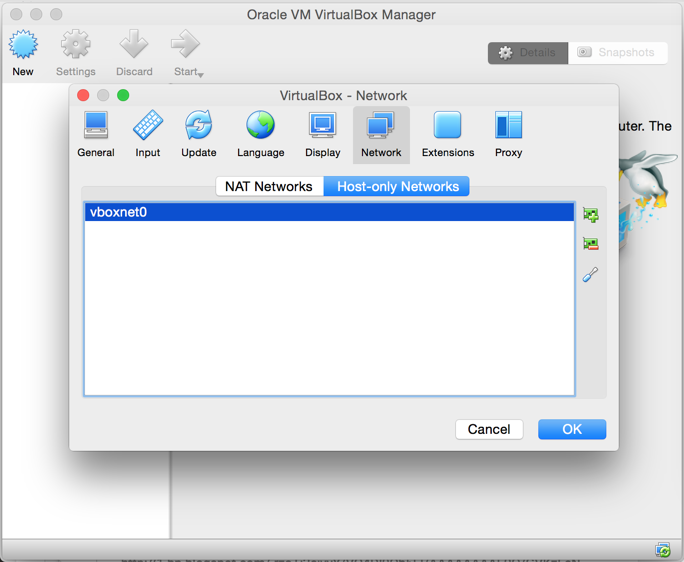 Oracle VM VirtualBox Manager
New Settings Discard Start Details Snapshots
VirtualBox - Network
General Input Update Language Display Network Extensions Proxy
The
NAT Networks Host-only Networks
vboxnet0
Cancel OK